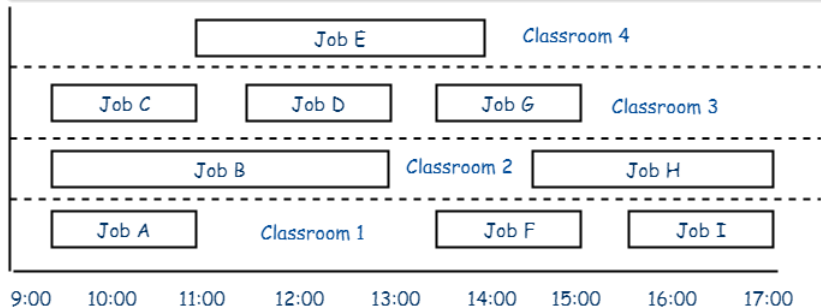 Job E Classroom 4
Job C Job D Job G Classroom 3
Job B Classroom 2 Job H
Job A Classroom 1 Job F Job I
9:00 10:00 11:00 12:00 13:00 14:00 15:00 16:00 17:00